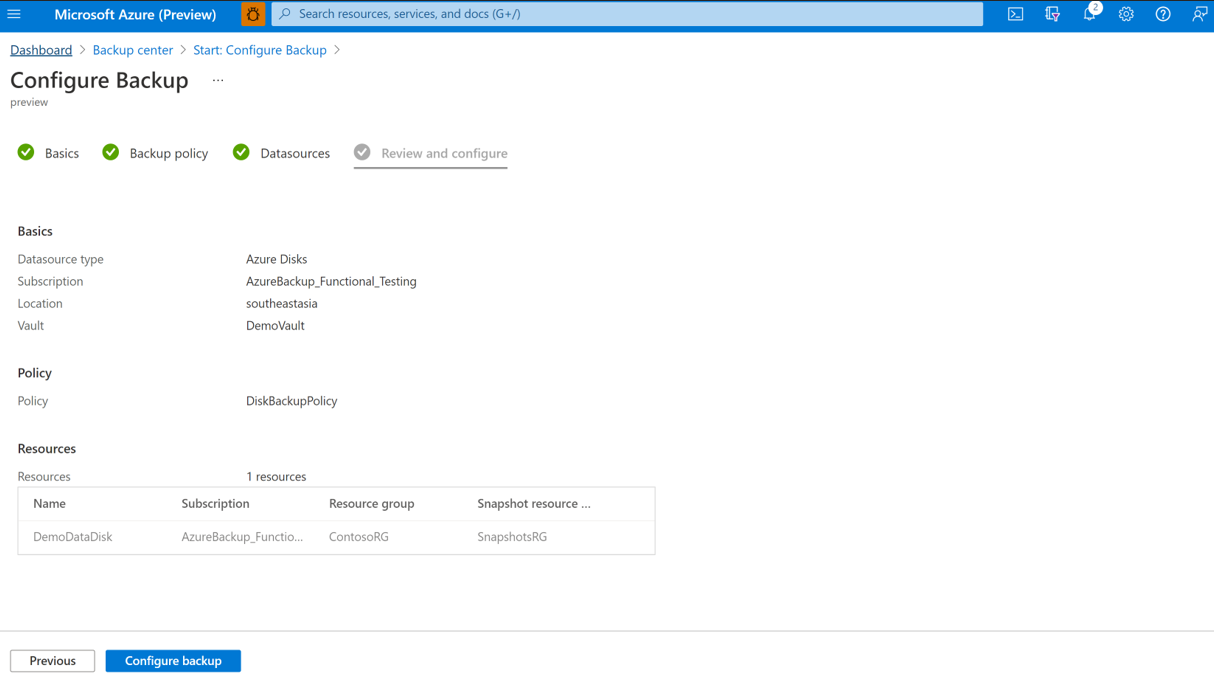 Microsoft Azure (Preview)
Search resources, services, and docs (G+/)
2
Dashboard > Backup center > Start: Configure Backup >
Configure Backup ...
preview
Basics Backup policy Datasources Review and configure
Basics
Datasource type Azure Disks
Subscription AzureBackup_Functional_Testing
Location southeastasia
Vault DemoVault
Policy
Policy DiskBackupPolicy
Resources
Resources 1 resources
Name Subscription Resource group Snapshot resource ...
DemoDataDisk AzureBackup_Functio... ContosoRG SnapshotsRG
Previous Configure backup